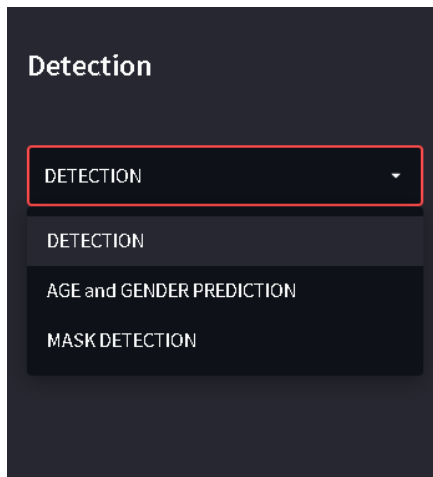 Detection
DETECTION
DETECTION
AGE and GENDER PREDICTION
MASK DETECTION